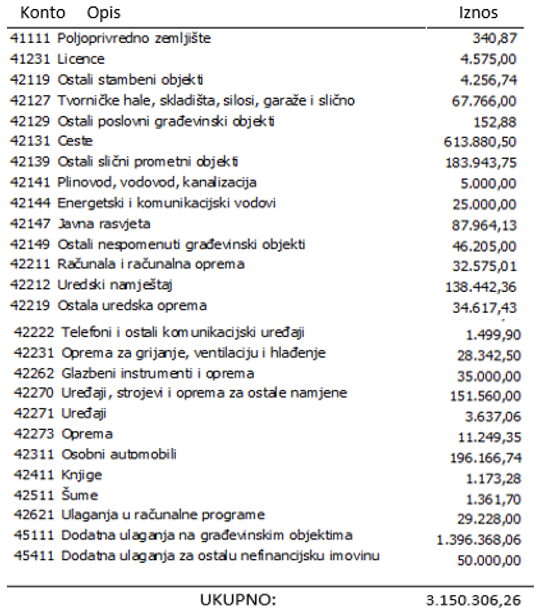 Konto Opis Iznos
41111 Poljoprivredno zemljište 340,87
41231 Licence 4.575,00
42119 Ostali stambeni objekti 4.256,74
42127 Tvorničke hale, skladišta, silosi, garaže i slično 67.766,00
42129 Ostali poslovni građevinski objekti 152,88
42131 Ceste 613.880,50
42139 Ostali slični prometni objekti 183.943,75
42141 Plinovod, vodovod, kanalizacija 5.000,00
42144 Energetski i komunikacijski vodovi 25.000,00
42147 Javna rasvjeta 87.964,13
42149 Ostali nespomenuti građevinski objekti 46.205,00
42211 Računala i računalna oprema 32.575,01
42212 Uredski namještaj 138.442,36
42219 Ostala uredska oprema 34.617,43
42222 Telefoni i ostali komunikacijski uređaji 1.499,90
42231 Oprema za grijanje, ventilaciju i hlađenje 28.342,50
42262 Glazbeni instrumenti i oprema 35.000,00
42270 Uređaji, strojevi i oprema za ostale namjene 151.560,00
42271 Uređaji 3.637,06
42273 Oprema 11.249,35
42311 Osobni automobili 196.166,74
42411 Knjige 1.173,28
42511 Šume 1.361,70
42621 Ulaganja u računalne programe 29.228,00
45111 Dodatna ulaganja na građevinskim objektima 1.396.368,06
45411 Dodatna ulaganja za ostalu nefinancijsku imovinu 50.000,00
UKUPNO: 3.150.306,26